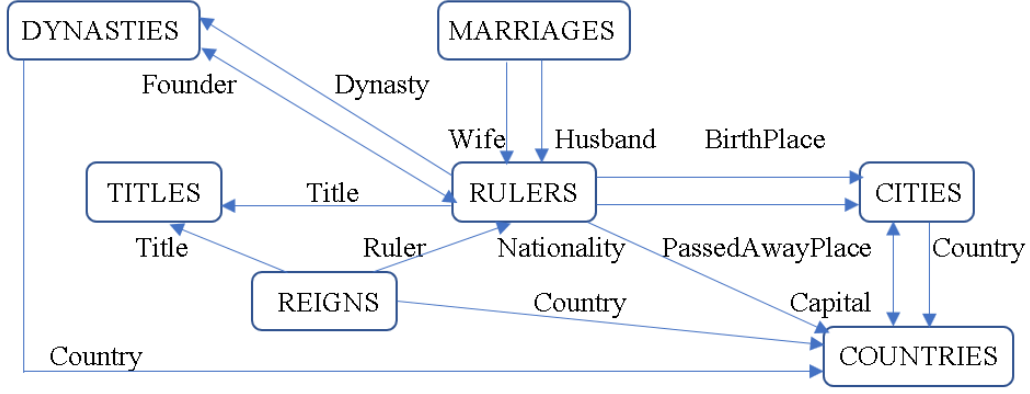 DYNASTIES
MARRIAGES
Founder
Dynasty
Wife
Husband
BirthPlace
TITLES
Title
RULERS
CITIES
Title
Ruler
Nationality
PassedAwayPlace
Country
REIGNS
Country
Capital
Country
COUNTRIES